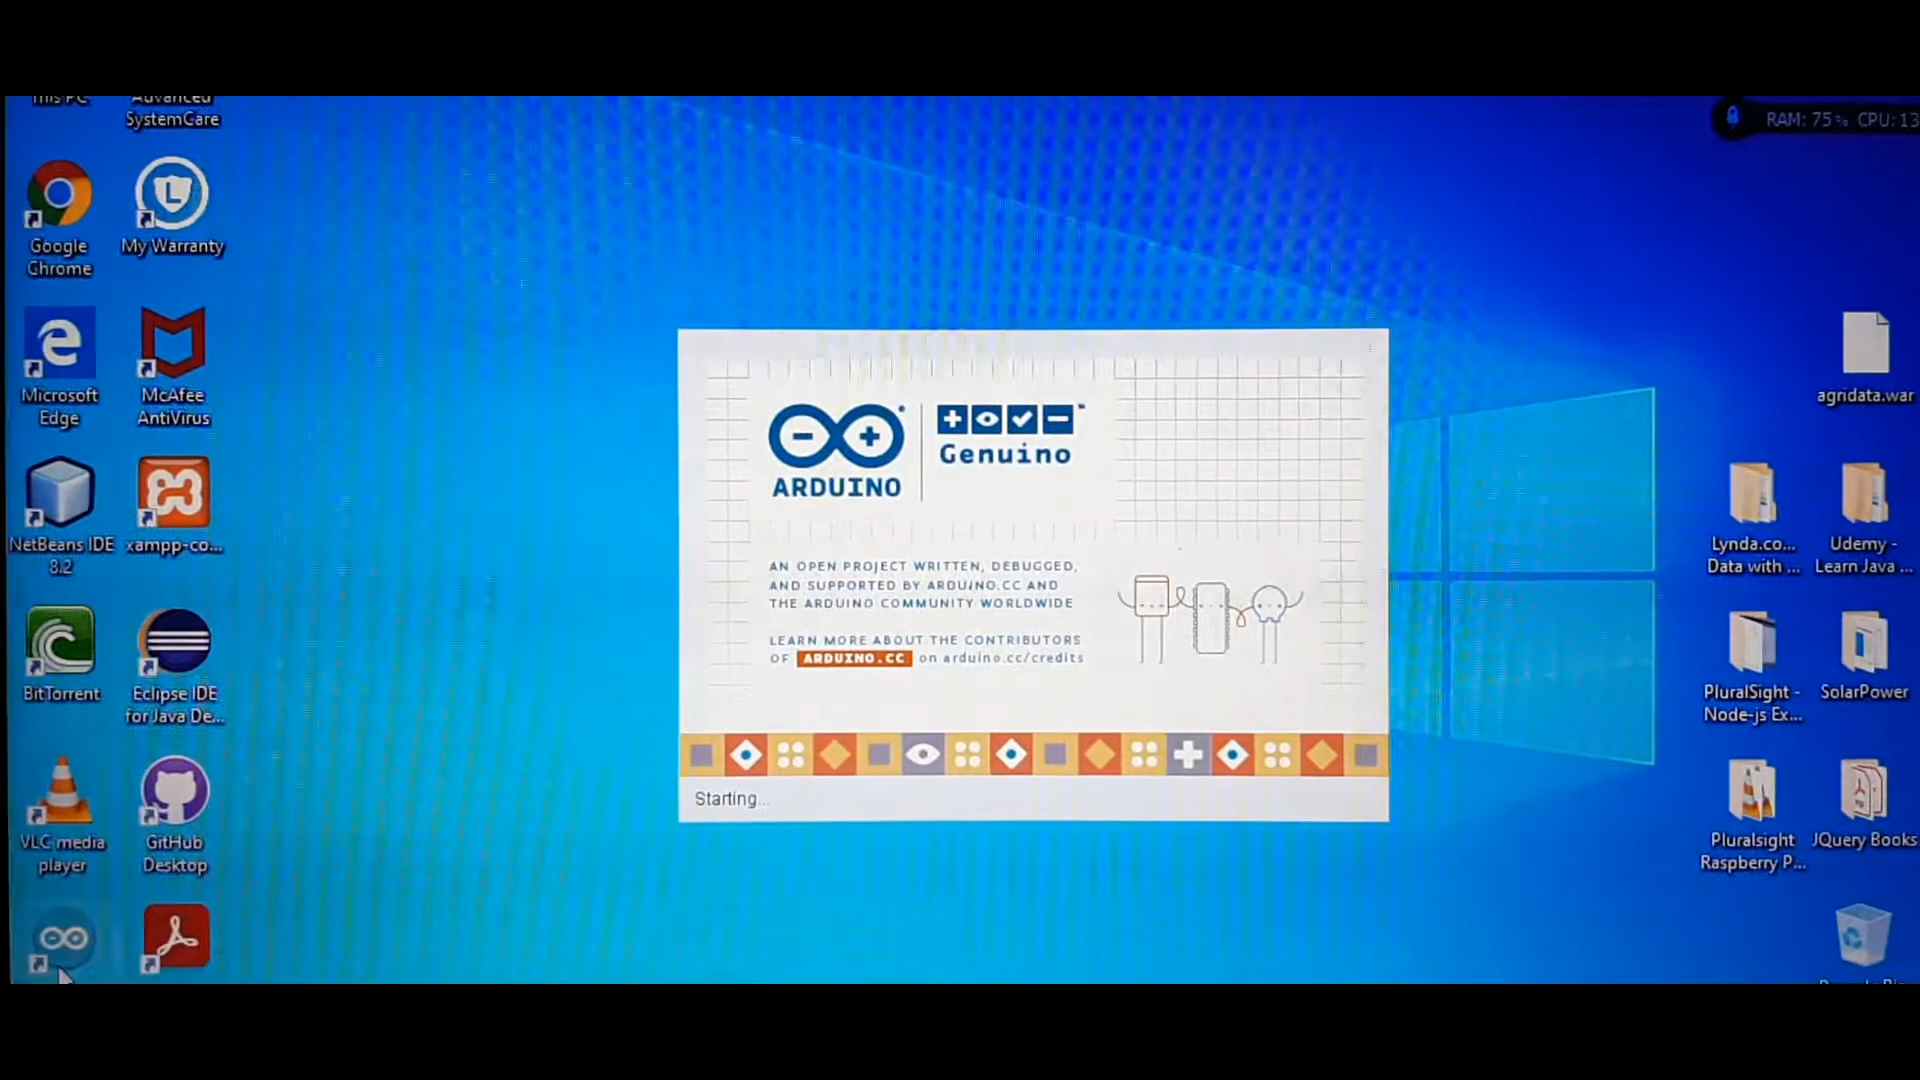 This PC
Advanced
SystemCare
RAM: 75% CPU: 13
Google
Chrome
My Warranty
Microsoft
Edge
McAfee
AntiVirus
NetBeans IDE
8.2
xampp-co...
BitTorrent
Eclipse IDE
for Java De...
VLC media
player
GitHub
Desktop
ARDUINO
Genuino
™
AN OPEN PROJECT WRITTEN, DEBUGGED,
AND SUPPORTED BY ARDUINO.CC AND
THE ARDUINO COMMUNITY WORLDWIDE
LEARN MORE ABOUT THE CONTRIBUTORS
OF ARDUINO.CC on arduino.cc/credits
Starting...
agridata.war
Lynda.co...
Data with ...
Udemy -
Learn Java ...
PluralSight -
Node-js Ex...
SolarPower
Pluralsight
Raspberry P...
JQuery Books